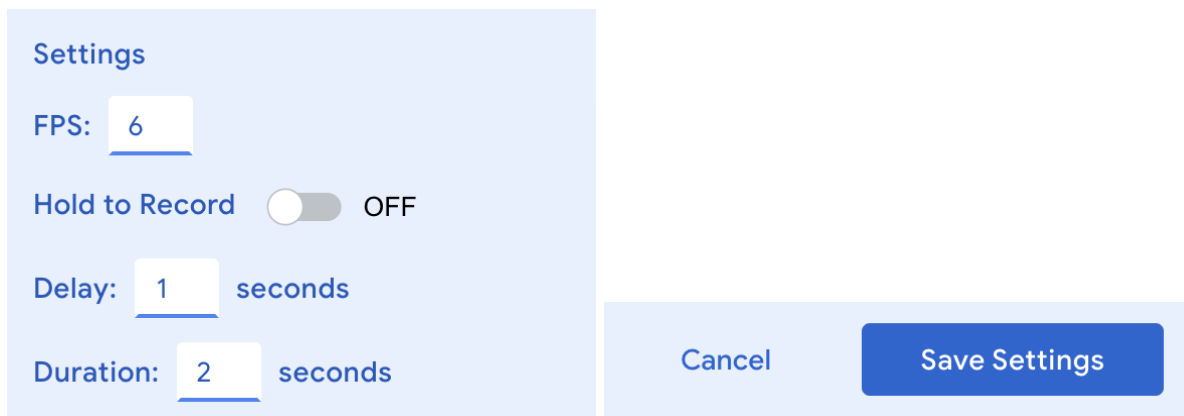 Settings
FPS: 6
Hold to Record OFF
Delay: 1 seconds
Duration: 2 seconds
Cancel Save Settings